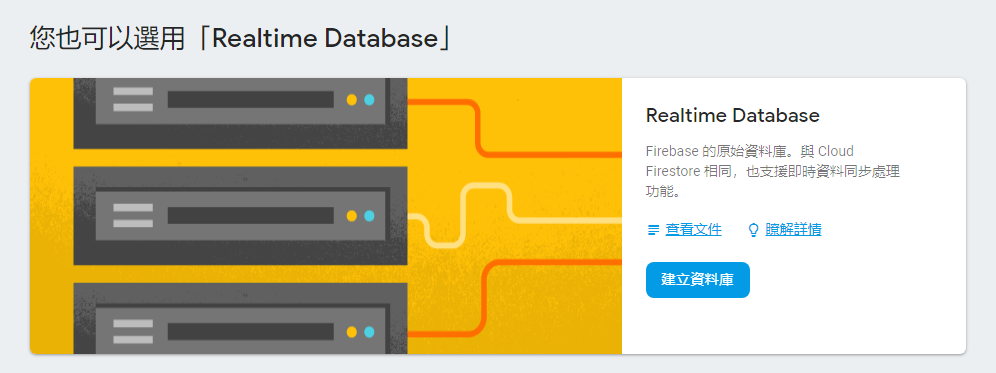 您也可以選用「Realtime Database」
Realtime Database
Firebase 的原始資料庫。與 Cloud
Firestore 相同，也支援即時資料同步處理
功能。
查看文件 瞭解詳情
建立資料庫